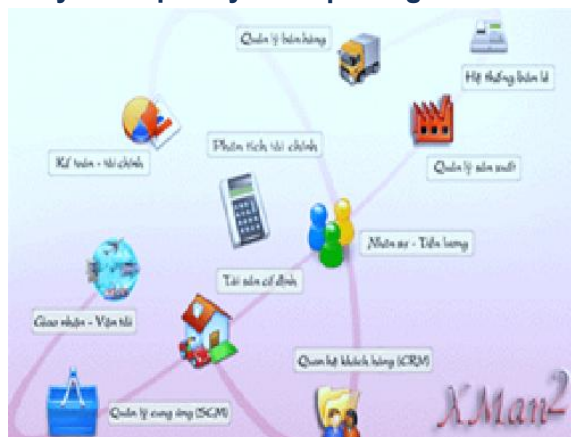 Quản lý bán hàng
Hệ thống bán lẻ
Kế toán - tài chính
Phân tích tài chính
Quản lý sản xuất
Nhân sự - Tiền lương
Tài sản cố định
Giao nhận - Vận tải
Quan hệ khách hàng (CRM)
Quản lý cung ứng (SCM)
XMan2